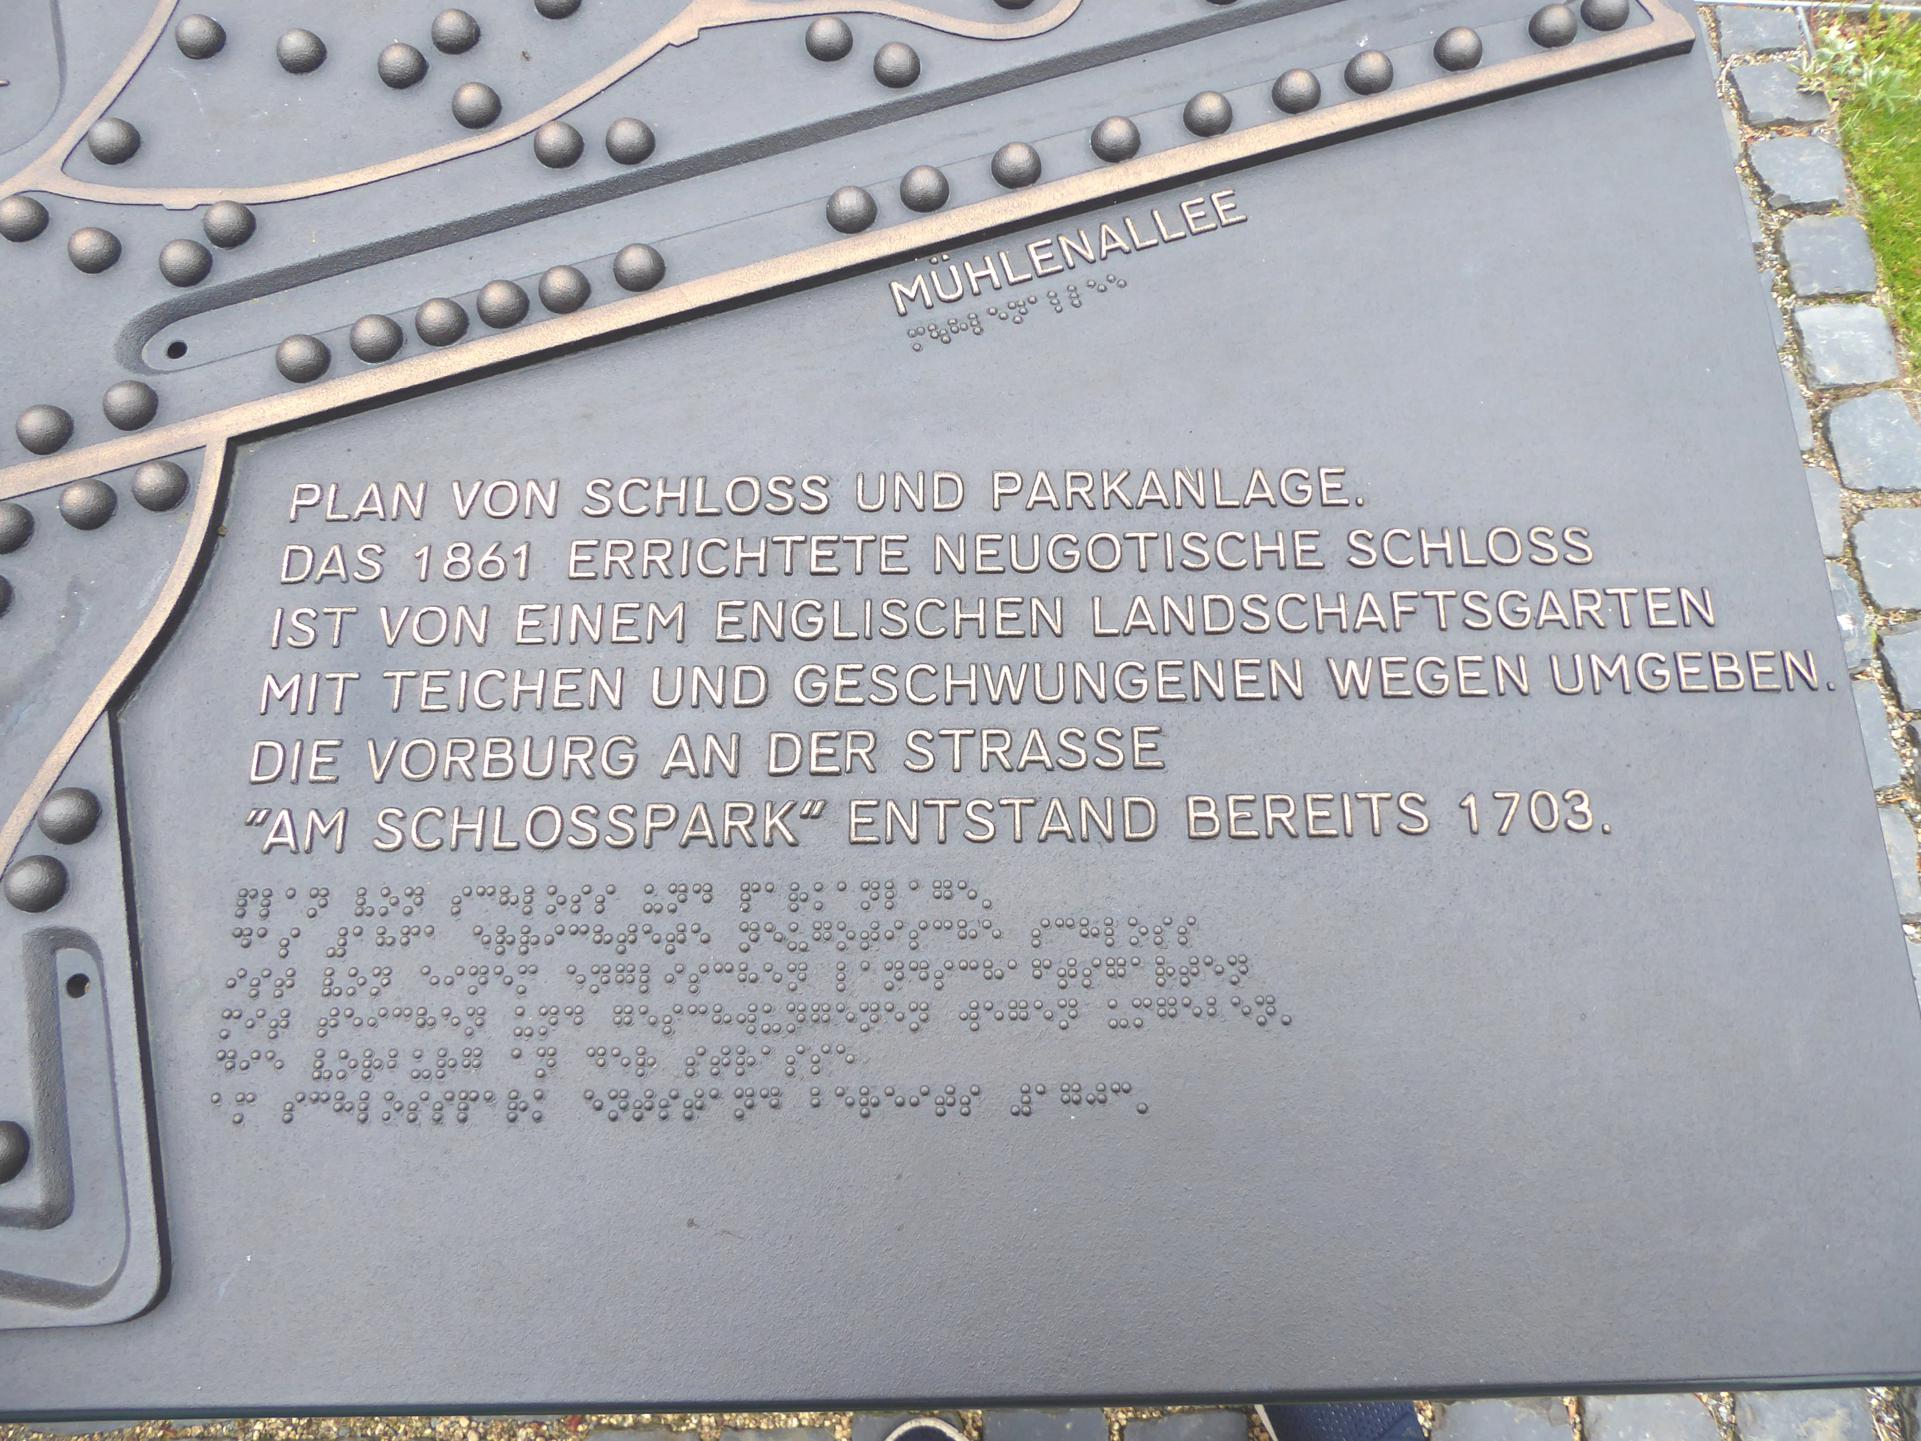 MÜHLENALLEE
PLAN VON SCHLOSS UND PARKANLAGE.
DAS 1861 ERRICHTETE NEUGOTISCHE SCHLOSS
IST VON EINEM ENGLISCHEN LANDSCHAFTSGARTEN
MIT TEICHEN UND GESCHWUNGENEN WEGEN UMGEBEN.
DIE VORBURG AN DER STRASSE
"AM SCHLOSSPARK" ENTSTAND BEREITS 1703.